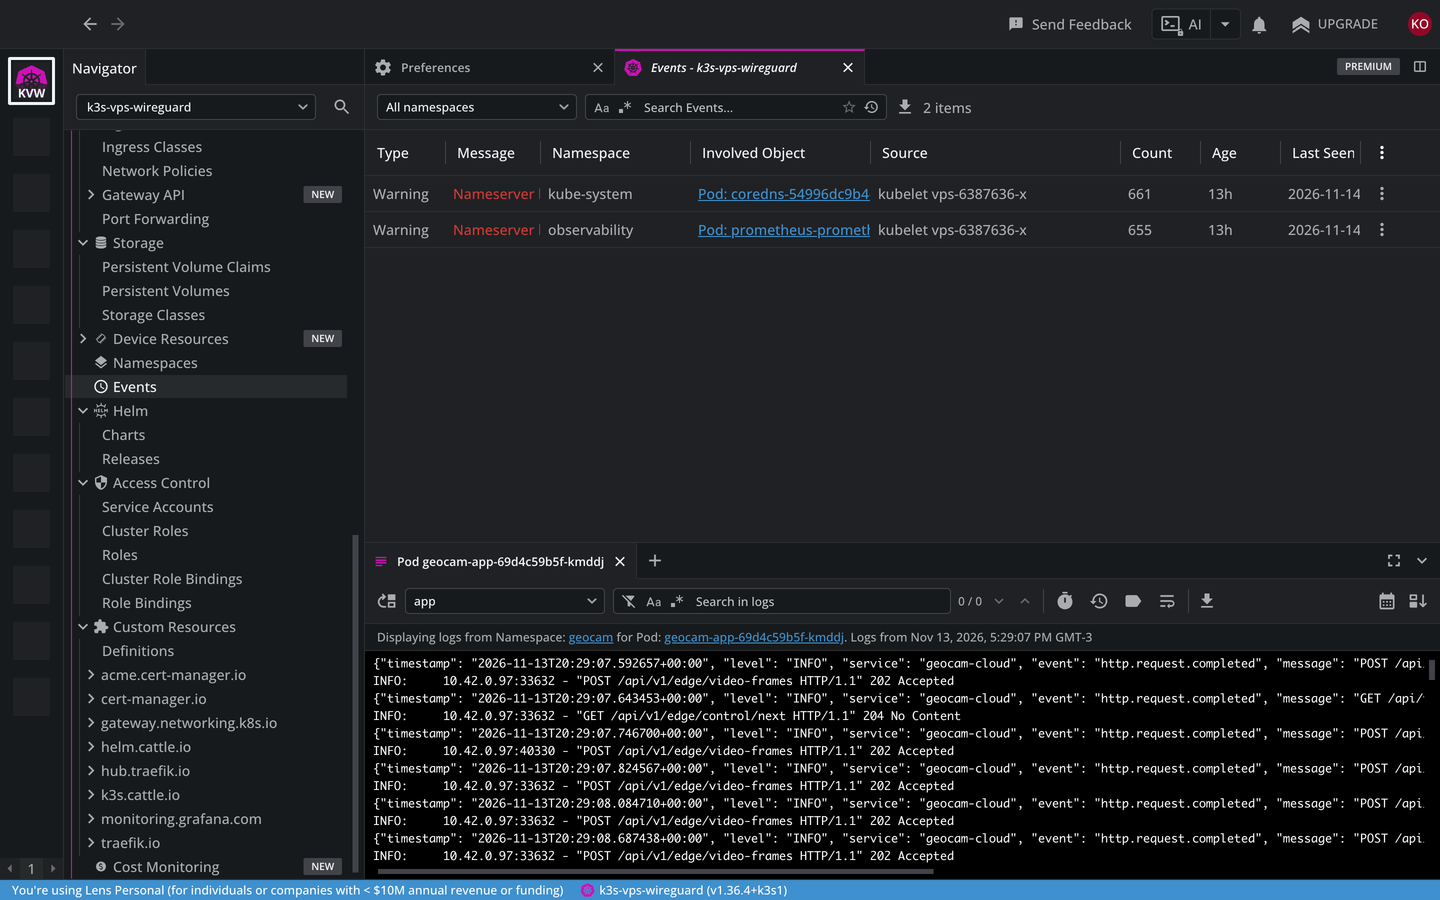 Send Feedback
AI
UPGRADE
KO
KVW
Navigator
Preferences
Events - k3s-vps-wireguard
PREMIUM
k3s-vps-wireguard
All namespaces
Aa .* Search Events...
2 items
Ingress Classes
Network Policies
Gateway API NEW
Port Forwarding
Storage
Persistent Volume Claims
Persistent Volumes
Storage Classes
Device Resources NEW
Namespaces
Events
Helm
Charts
Releases
Access Control
Service Accounts
Cluster Roles
Roles
Cluster Role Bindings
Role Bindings
Custom Resources
Definitions
acme.cert-manager.io
cert-manager.io
gateway.networking.k8s.io
helm.cattle.io
hub.traefik.io
k3s.cattle.io
monitoring.grafana.com
traefik.io
Cost Monitoring NEW
1
Type Message Namespace Involved Object Source Count Age Last Seen
Warning Nameserver kube-system Pod: coredns-54996dc9b4 kubelet vps-6387636-x 661 13h 2026-11-14
Warning Nameserver observability Pod: prometheus-prometh kubelet vps-6387636-x 655 13h 2026-11-14
Pod geocam-app-69d4c59b5f-kmddj
app
Aa .* Search in logs
0 / 0
Displaying logs from Namespace: geocam for Pod: geocam-app-69d4c59b5f-kmddj. Logs from Nov 13, 2026, 5:29:07 PM GMT-3
{"timestamp": "2026-11-13T20:29:07.592657+00:00", "level": "INFO", "service": "geocam-cloud", "event": "http.request.completed", "message": "POST /api
INFO: 10.42.0.97:33632 - "POST /api/v1/edge/video-frames HTTP/1.1" 202 Accepted
{"timestamp": "2026-11-13T20:29:07.643453+00:00", "level": "INFO", "service": "geocam-cloud", "event": "http.request.completed", "message": "GET /api/
INFO: 10.42.0.97:33632 - "GET /api/v1/edge/control/next HTTP/1.1" 204 No Content
{"timestamp": "2026-11-13T20:29:07.746700+00:00", "level": "INFO", "service": "geocam-cloud", "event": "http.request.completed", "message": "POST /api
INFO: 10.42.0.97:40330 - "POST /api/v1/edge/video-frames HTTP/1.1" 202 Accepted
{"timestamp": "2026-11-13T20:29:07.824567+00:00", "level": "INFO", "service": "geocam-cloud", "event": "http.request.completed", "message": "POST /api
INFO: 10.42.0.97:33632 - "POST /api/v1/edge/video-frames HTTP/1.1" 202 Accepted
{"timestamp": "2026-11-13T20:29:08.084710+00:00", "level": "INFO", "service": "geocam-cloud", "event": "http.request.completed", "message": "POST /api
INFO: 10.42.0.97:33632 - "POST /api/v1/edge/video-frames HTTP/1.1" 202 Accepted
{"timestamp": "2026-11-13T20:29:08.687438+00:00", "level": "INFO", "service": "geocam-cloud", "event": "http.request.completed", "message": "POST /api
INFO: 10.42.0.97:33632 - "POST /api/v1/edge/video-frames HTTP/1.1" 202 Accepted
You're using Lens Personal (for individuals or companies with < $10M annual revenue or funding)
k3s-vps-wireguard (v1.36.4+k3s1)